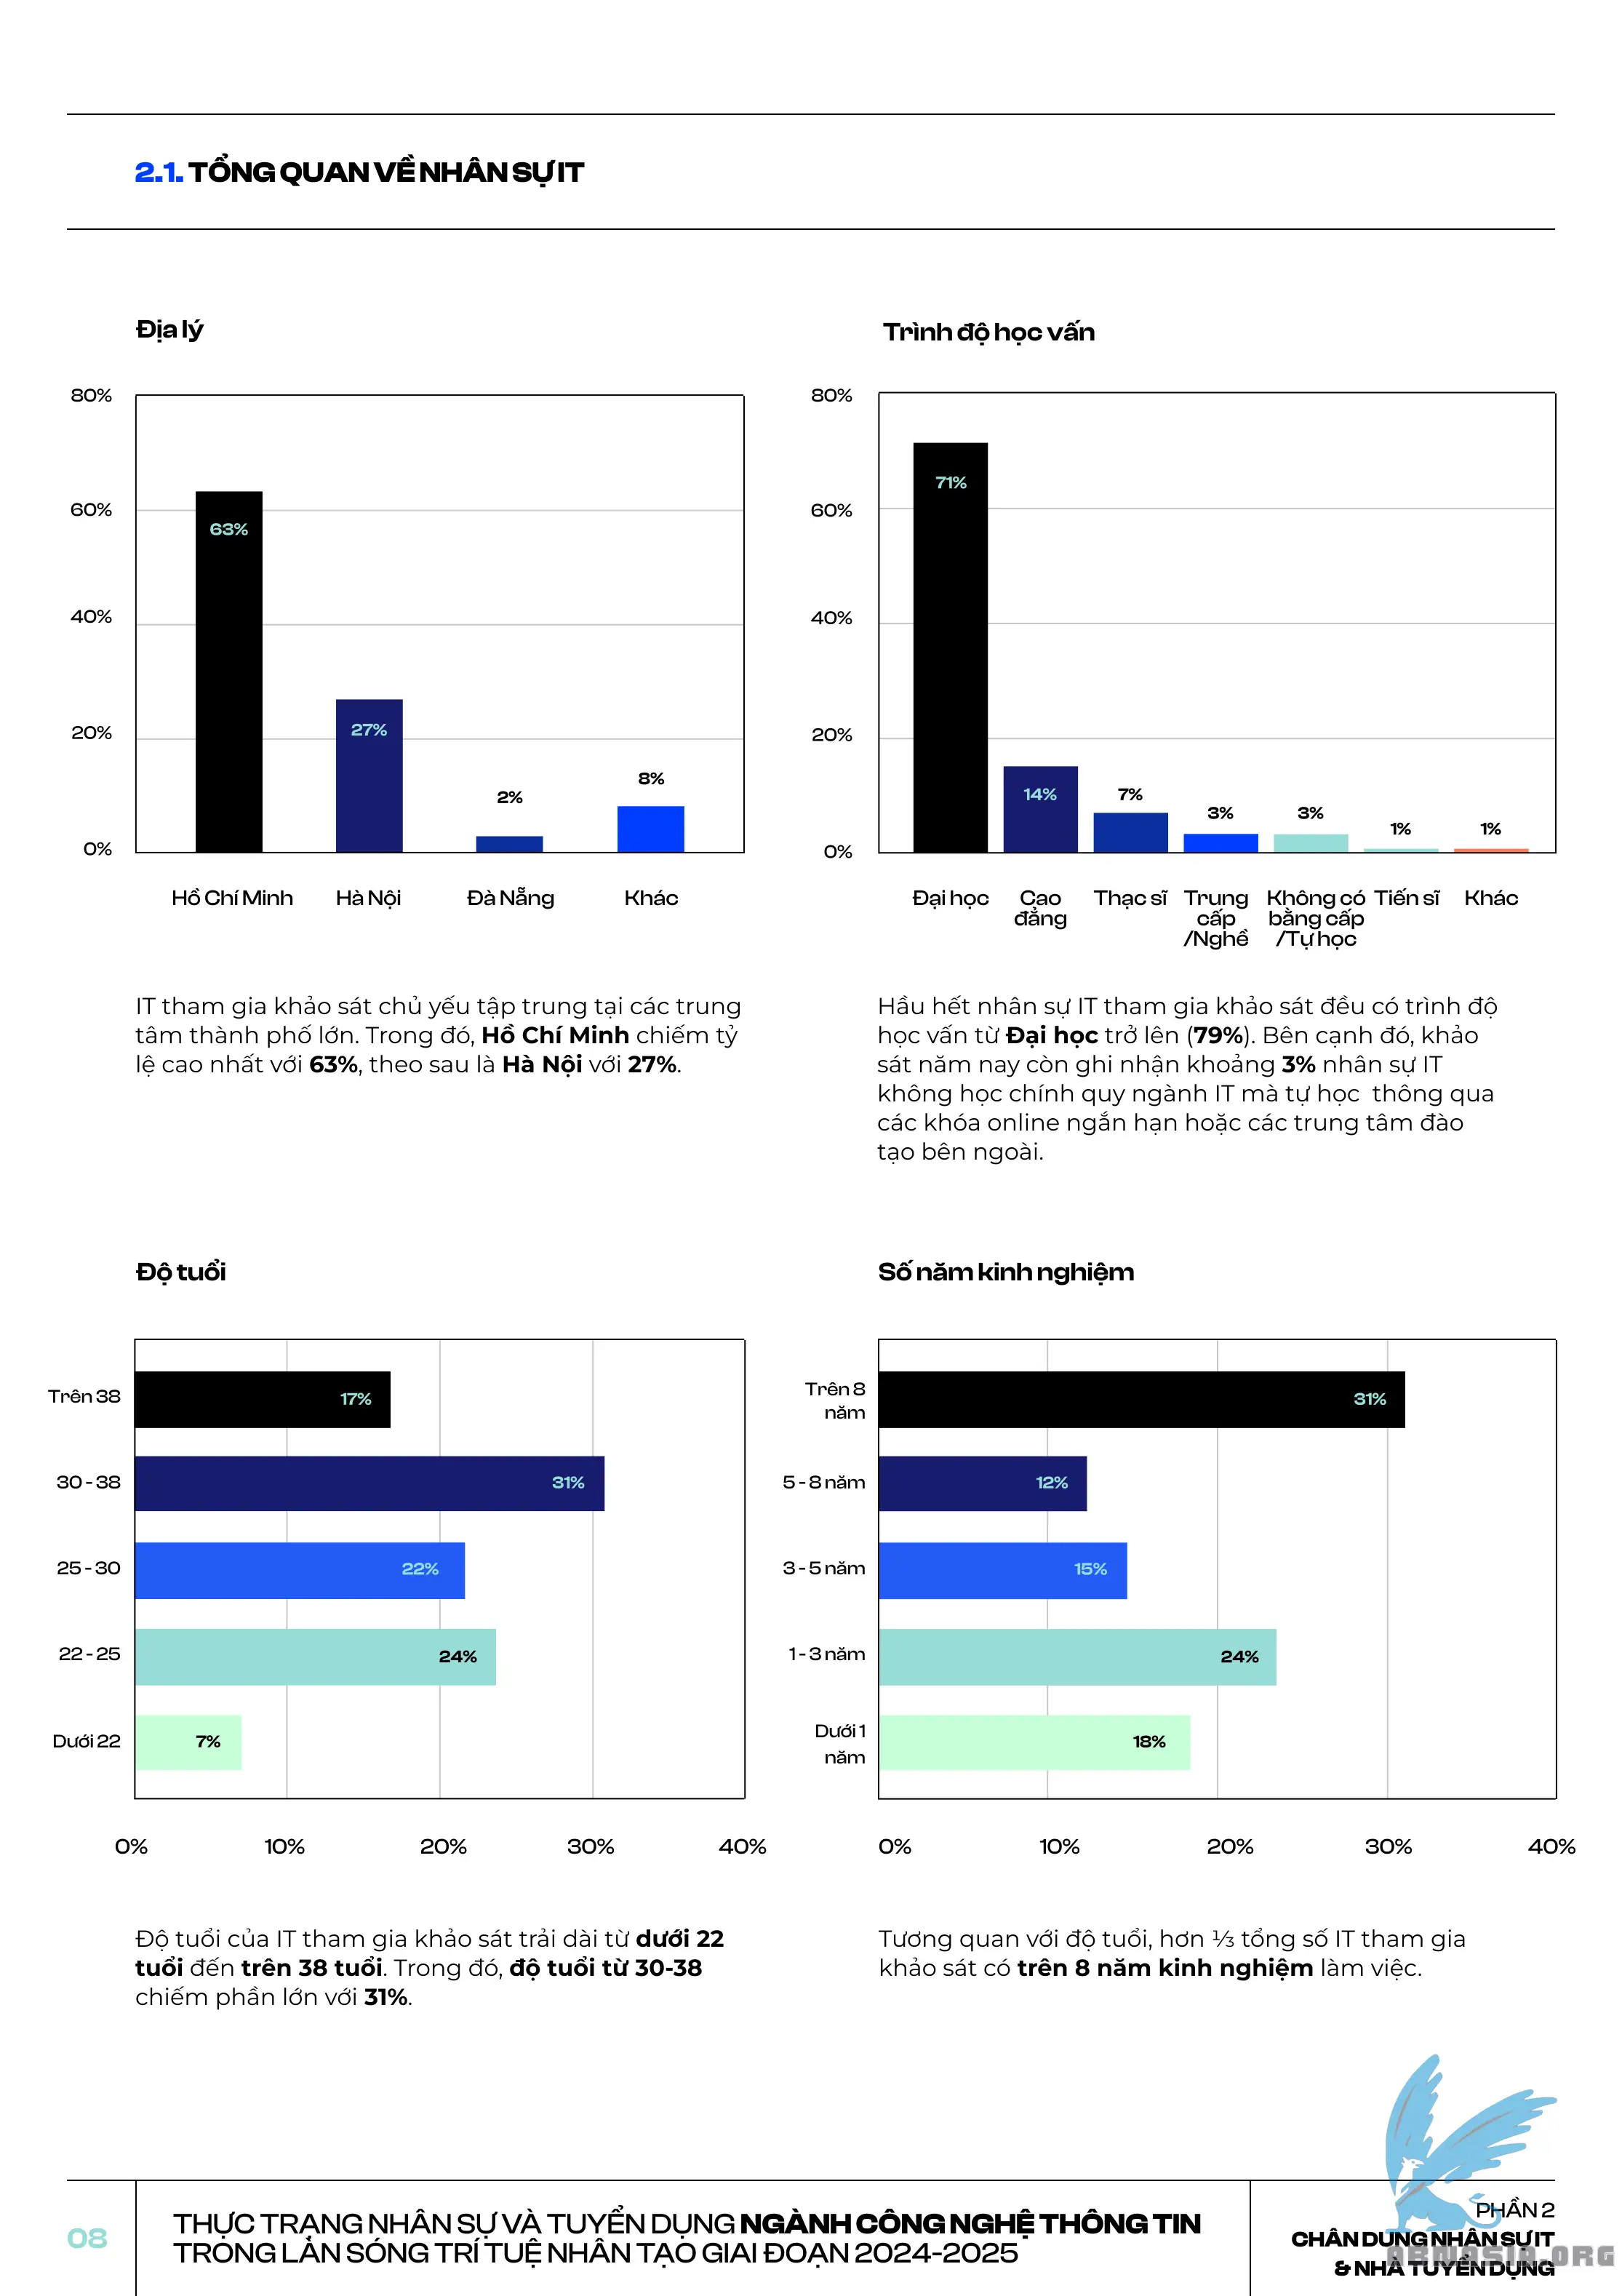 2.1. TỔNG QUAN VỀ NHÂN SỰ IT
Địa lý
80%
60%
40%
20%
0%
63%
27%
2%
8%
Hồ Chí Minh
Hà Nội
Đà Nẵng
Khác
IT tham gia khảo sát chủ yếu tập trung tại các trung
tâm thành phố lớn. Trong đó, Hồ Chí Minh chiếm tỷ
lệ cao nhất với 63%, theo sau là Hà Nội với 27%.
Trình độ học vấn
80%
60%
40%
20%
0%
71%
14%
7%
3%
3%
1%
1%
Đại học
Cao
đẳng
Thạc sĩ
Trung
cấp
/Nghề
Không có
bằng cấp
/Tự học
Tiến sĩ
Khác
Hầu hết nhân sự IT tham gia khảo sát đều có trình độ
học vấn từ Đại học trở lên (79%). Bên cạnh đó, khảo
sát năm nay còn ghi nhận khoảng 3% nhân sự IT
không học chính quy ngành IT mà tự học thông qua
các khóa online ngắn hạn hoặc các trung tâm đào
tạo bên ngoài.
Độ tuổi
Trên 38
17%
30 - 38
31%
25 - 30
22%
22 - 25
24%
Dưới 22
7%
0%
10%
20%
30%
40%
Độ tuổi của IT tham gia khảo sát trải dài từ dưới 22
tuổi đến trên 38 tuổi. Trong đó, độ tuổi từ 30-38
chiếm phần lớn với 31%.
Số năm kinh nghiệm
Trên 8
năm
31%
5 - 8 năm
12%
3 - 5 năm
15%
1 - 3 năm
24%
Dưới 1
năm
18%
0%
10%
20%
30%
40%
Tương quan với độ tuổi, hơn ⅓ tổng số IT tham gia
khảo sát có trên 8 năm kinh nghiệm làm việc.
08
THỰC TRẠNG NHÂN SỰ VÀ TUYỂN DỤNG NGÀNH CÔNG NGHỆ THÔNG TIN
TRONG LÀN SÓNG TRÍ TUỆ NHÂN TẠO GIAI ĐOẠN 2024-2025
PHẦN 2
CHÂN DUNG NHÂN SỰ IT
& NHÀ TUYỂN DỤNG
ARMASIA.ORG